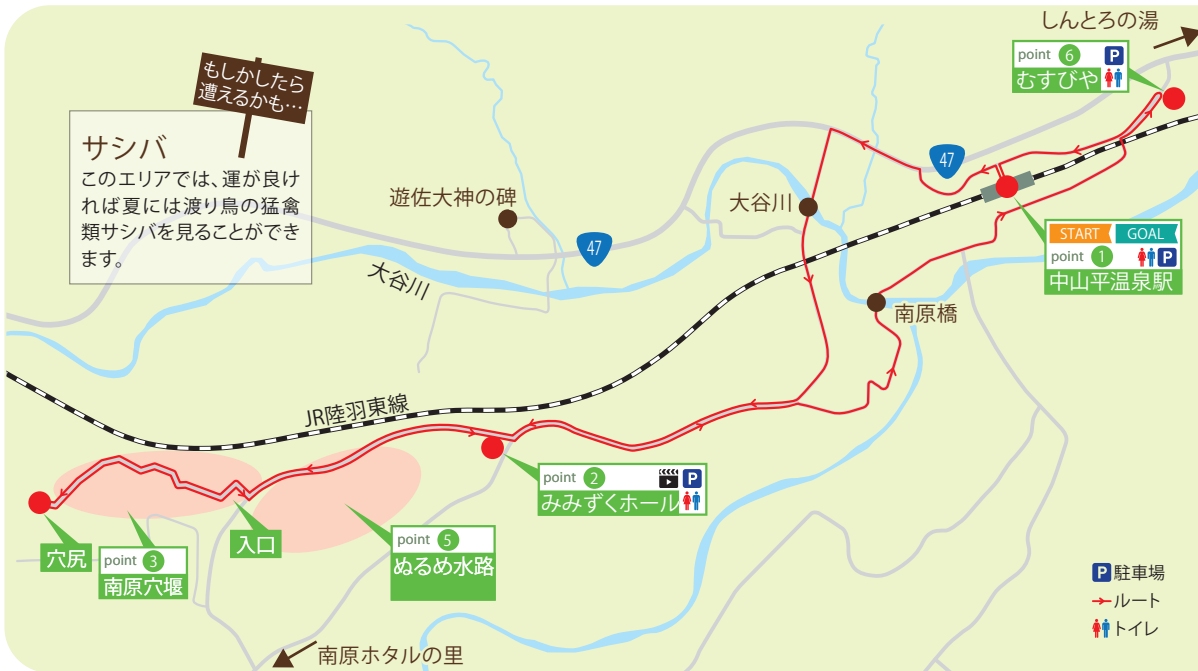 しんとろの湯
point 6 P
むすびや
もしかしたら
遭えるかも…
サシバ
このエリアでは、運が良け
れば夏には渡り鳥の猛禽
類サシバを見ることができ
ます。
遊佐大神の碑
大谷川
47
47
大谷川
START GOAL
point 1 P
中山平温泉駅
南原橋
JR陸羽東線
point 2 P
みみずくホール
穴尻
point 3
南原穴堰
入口
point 5
ぬるめ水路
P 駐車場
ルート
トイレ
南原ホタルの里